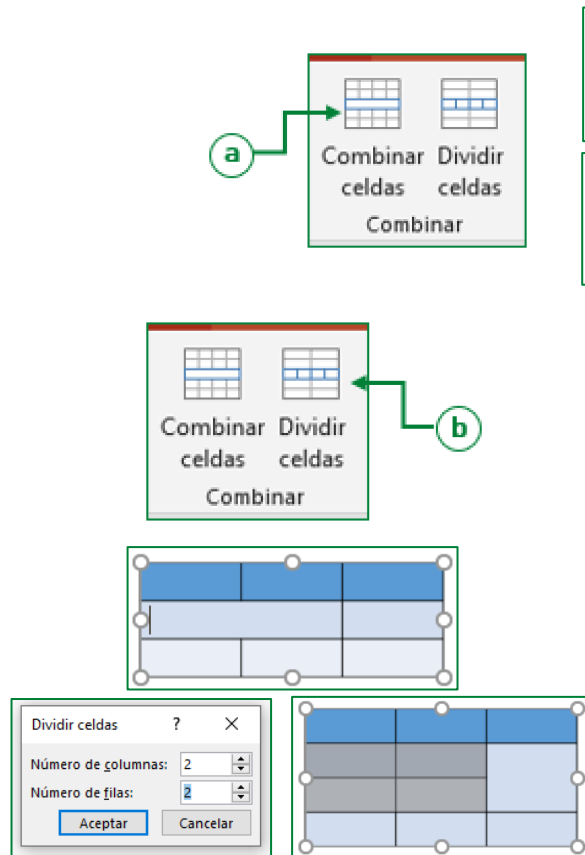 a
Combinar Dividir
celdas celdas
Combinar
Combinar Dividir
celdas celdas
Combinar
b
Dividir celdas ? ×
Número de columnas: 2
Número de filas: 2
Aceptar Cancelar